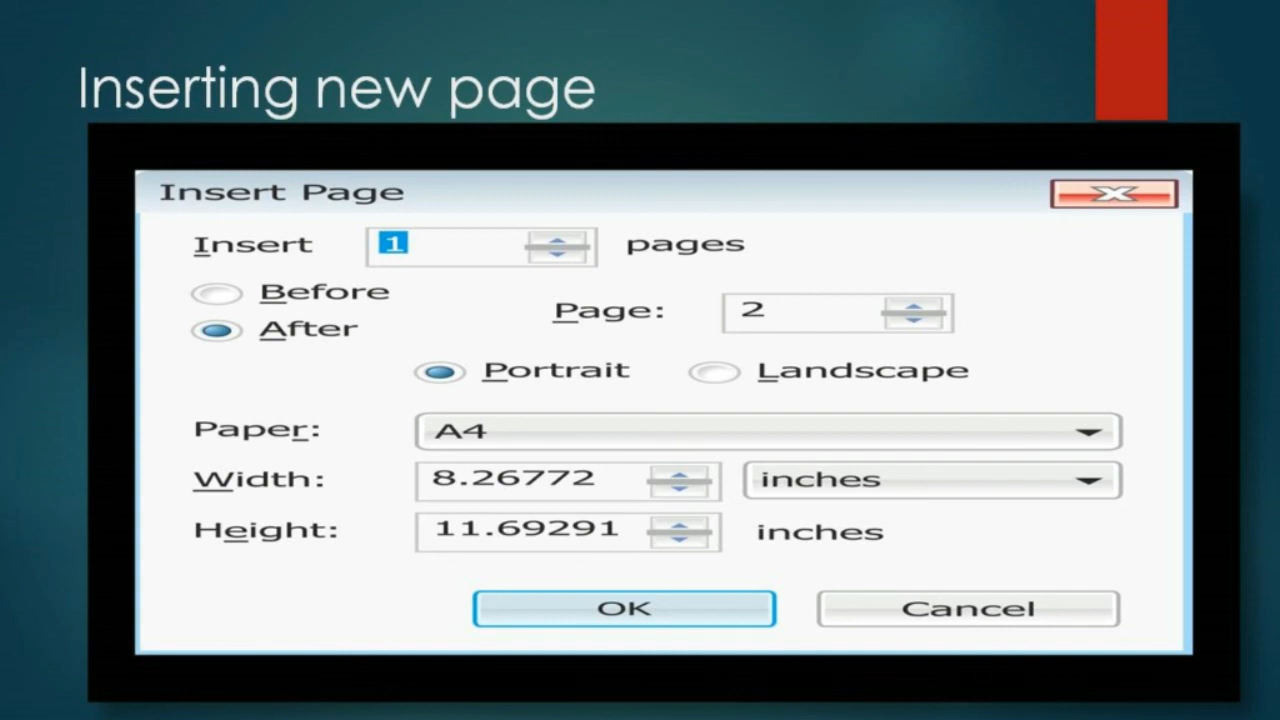 Inserting new page
Insert Page
Insert 1 pages
Before
Page: 2
After
Portrait Landscape
Paper: A4
Width: 8.26772 inches
Height: 11.69291 inches
OK Cancel